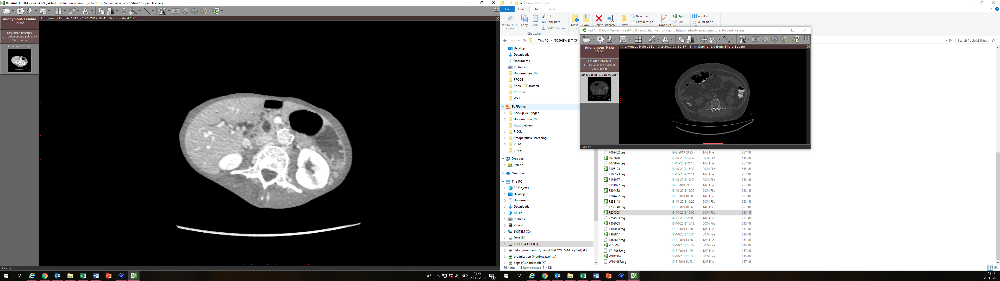 RadiAnt DICOM Viewer 4.6.9 (64-bit) - evaluation version - go to https://radiantviewer.com/store/ for paid licenses
Anonymous Female
1942
Anonymous Female 1942 - 15-1-2017 18:41:06 - Standard 1.25mm
15-1-2017 18:36:50
CT Abdomen and pelvis wit
CT: 1 series
Standard 1.25mm
1
Ready
Poole L3 Extracted
File Home Share View
Pin to Quick access
Copy
Paste
Cut
Copy path
Paste shortcut
Clipboard
Move to
Copy
Delete
Rename
New
New item
Easy access
Properties
Open
Edit
Select all
Select none
This PC
TOSHIBA EXT (G:)
Search Poole L3 Extra...
Desktop
Downloads
Documents
Pictures
Documenten UM
FROGS
Poole L3 Extracted
Protocol
WP2
SURFdrive
Backup kleuringen
Documenten UM
fotos Vietnam
FrOGs
Preoperatieve screening
PRIMs
Shared
Dropbox
Pelerin
OneDrive
This PC
3D Objects
Desktop
Documents
Downloads
Music
Pictures
Videos
SYSTEM (C:)
Data (E:)
TOSHIBA EXT (G:)
data (\\unimaas.nl\users\EMPLOYEES\M.Ligthart) (I:)
organisation (\\unimaas.nl) (J:)
apps (\\unimaas.nl) (K:)
76 items 1 item selected 514 KB
RadiAnt DICOM Viewer 4.6.9 (64-bit) - evaluation version - go to https://radiantviewer.com/store/ for paid licenses
Anonymous Male
1961
Anonymous Male 1961 - 3-2-2017 09:10:57 - 3mm Supine 1.0 Bone Sharp Supine
3-2-2017 09:04:44
CT Colonoscopy virtual
CT: 1 series
3mm Supine 1.0 Bone Shar
1
Ready
F069402.tag 19-8-2019 09:35 TAG File 257 KB
F073876 18-10-2018 17:37 DCM File 515 KB
F073876.tag 14-11-2019 21:10 TAG File 257 KB
F106193 18-10-2018 16:33 DCM File 515 KB
F106193.tag 14-11-2019 21:11 TAG File 257 KB
F151997 18-10-2018 17:42 DCM File 515 KB
F151997.tag 19-8-2019 09:51 TAG File 257 KB
F204432 18-10-2018 17:32 DCM File 515 KB
F204432.tag 19-8-2019 10:38 TAG File 257 KB
F238148 18-10-2018 16:29 DCM File 515 KB
F238148.tag 19-8-2019 10:56 TAG File 257 KB
F254503 18-10-2018 17:05 DCM File 515 KB
F254503.tag 14-11-2019 21:08 TAG File 257 KB
F303008 18-10-2018 17:18 DCM File 515 KB
F303008.tag 19-8-2019 11:38 TAG File 257 KB
F363847 18-10-2018 16:34 DCM File 515 KB
F363847.tag 19-8-2019 13:38 TAG File 257 KB
V018066 18-10-2018 17:27 DCM File 515 KB
V018066.tag 19-8-2019 11:29 TAG File 257 KB
W101967 18-10-2018 16:36 DCM File 515 KB
W101967.tag 19-8-2019 13:23 TAG File 257 KB
NLD
13:47
29-11-2019
3
13:47
29-11-2019